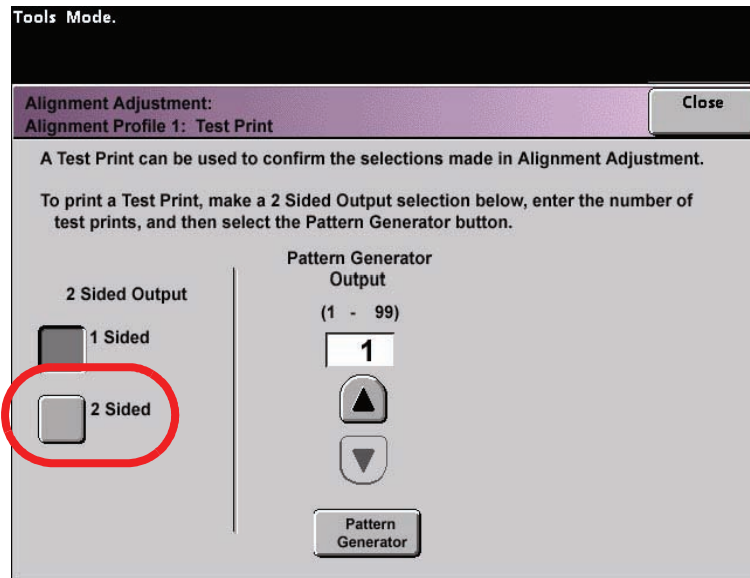 Tools Mode.
Alignment Adjustment:
Alignment Profile 1: Test Print
Close
A Test Print can be used to confirm the selections made in Alignment Adjustment.
To print a Test Print, make a 2 Sided Output selection below, enter the number of
test prints, and then select the Pattern Generator button.
2 Sided Output
1 Sided
2 Sided
Pattern Generator
Output
(1 - 99)
1
Pattern
Generator